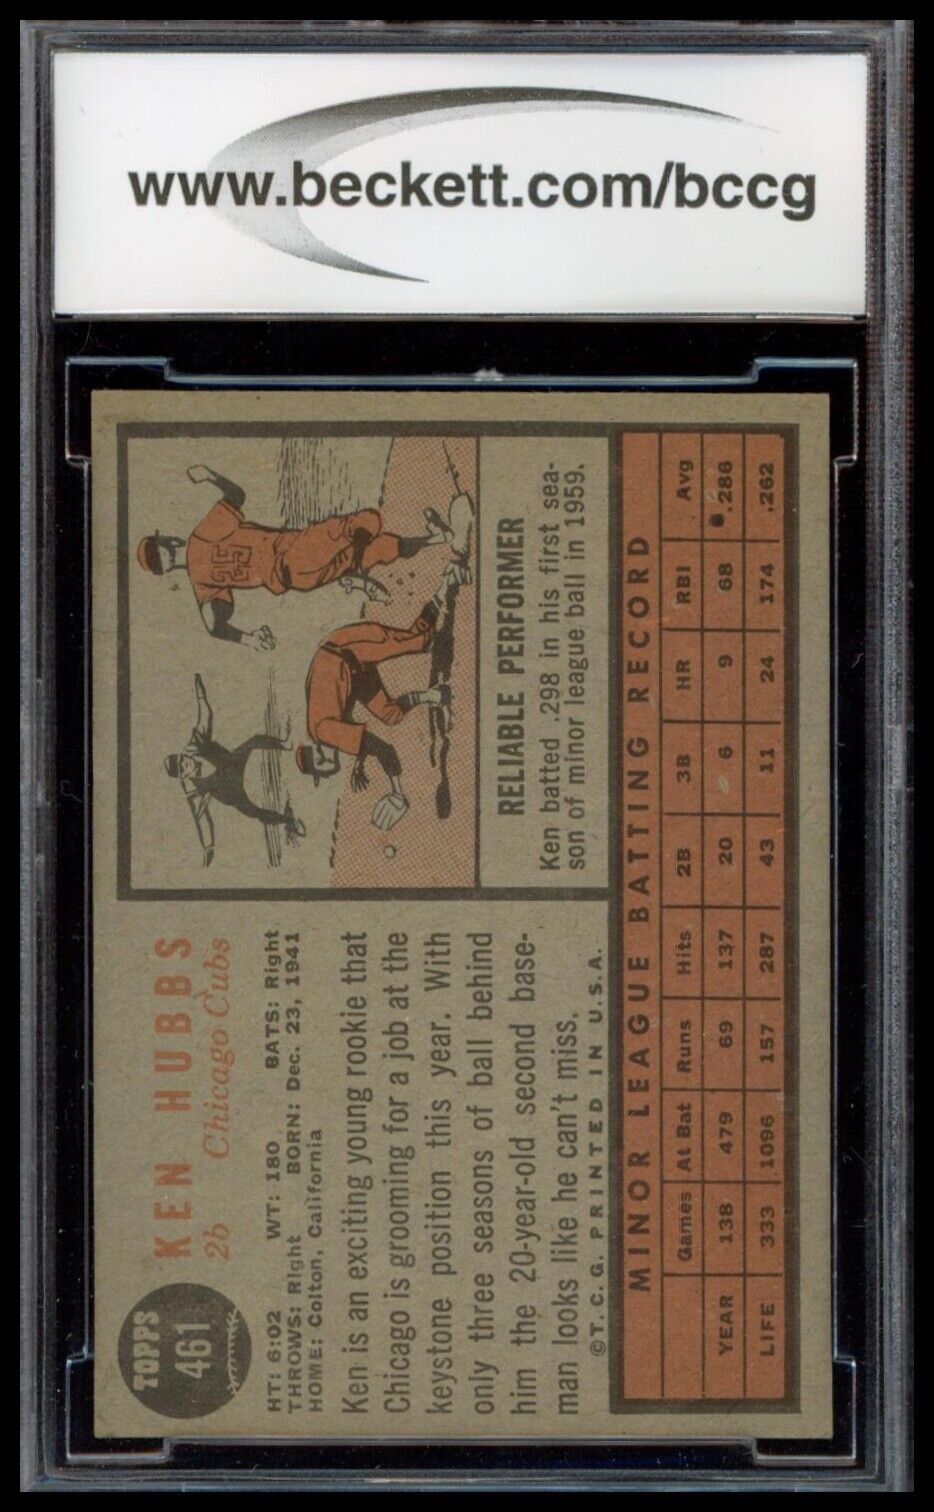 www.beckett.com/bccg
TOPPS
461
KEN HUBBS
2b Chicago Cubs
HT: 6:02 WT: 180 BATS: Right
THROWS: Right BORN: Dec. 23, 1941
HOME: Colton, California
Ken is an exciting young rookie that
Chicago is grooming for a job at the
keystone position this year. With
only three seasons of ball behind
him the 20-year-old second base-
man looks like he can't miss.
©T. C. G. PRINTED IN U.S.A.
25
RELIABLE PERFORMER
Ken batted .298 in his first sea-
son of minor league ball in 1959.
MINOR LEAGUE BATTING RECORD
Games At Bat Runs Hits 2B 3B HR RBI Avg
YEAR 138 479 69 137 20 6 9 68 .286
LIFE 333 1096 157 287 43 11 24 174 .262